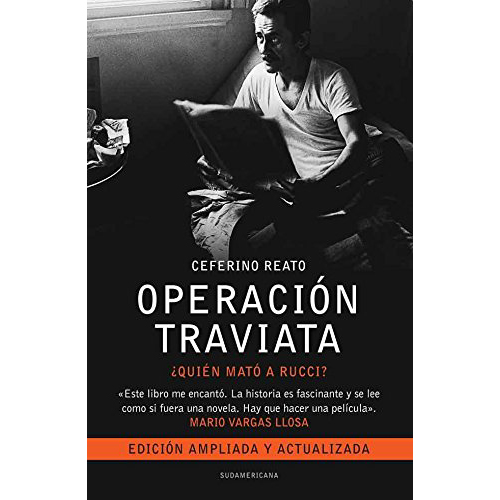 CEFERINO REATO
OPERACIÓN
TRAVIATA
¿QUIÉN MATÓ A RUCCI?
«Este libro me encantó. La historia es fascinante y se lee
como si fuera una novela. Hay que hacer una película».
MARIO VARGAS LLOSA
EDICIÓN AMPLIADA Y ACTUALIZADA
SUDAMERICANA